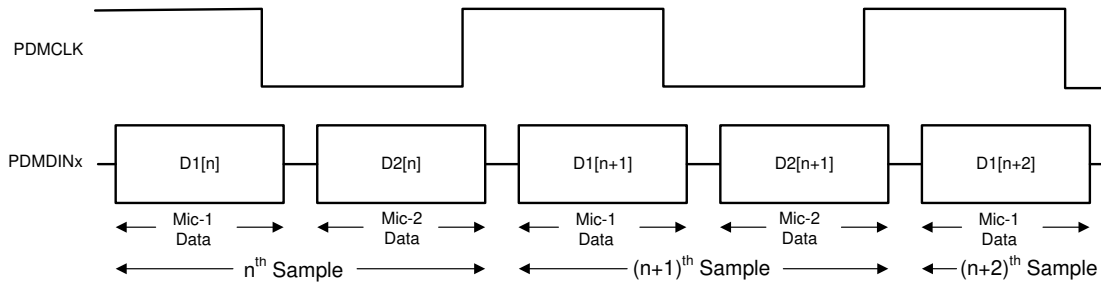 PDMCLK
PDMDINx
D1[n]
D2[n]
D1[n+1]
D2[n+1]
D1[n+2]
Mic-1
Data
Mic-2
Data
Mic-1
Data
Mic-2
Data
Mic-1
Data
nth Sample
(n+1)th Sample
(n+2)th Sample